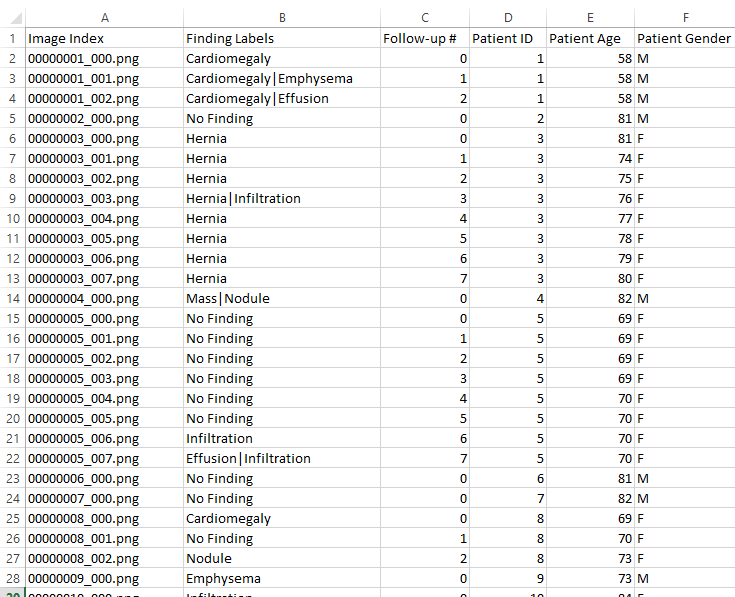 A B C D E F
1 Image Index Finding Labels Follow-up # Patient ID Patient Age Patient Gender
2 00000001_000.png Cardiomegaly 0 1 58 M
3 00000001_001.png Cardiomegaly|Emphysema 1 1 58 M
4 00000001_002.png Cardiomegaly|Effusion 2 1 58 M
5 00000002_000.png No Finding 0 2 81 M
6 00000003_000.png Hernia 0 3 81 F
7 00000003_001.png Hernia 1 3 74 F
8 00000003_002.png Hernia 2 3 75 F
9 00000003_003.png Hernia|Infiltration 3 3 76 F
10 00000003_004.png Hernia 4 3 77 F
11 00000003_005.png Hernia 5 3 78 F
12 00000003_006.png Hernia 6 3 79 F
13 00000003_007.png Hernia 7 3 80 F
14 00000004_000.png Mass|Nodule 0 4 82 M
15 00000005_000.png No Finding 0 5 69 F
16 00000005_001.png No Finding 1 5 69 F
17 00000005_002.png No Finding 2 5 69 F
18 00000005_003.png No Finding 3 5 69 F
19 00000005_004.png No Finding 4 5 70 F
20 00000005_005.png No Finding 5 5 70 F
21 00000005_006.png Infiltration 6 5 70 F
22 00000005_007.png Effusion|Infiltration 7 5 70 F
23 00000006_000.png No Finding 0 6 81 M
24 00000007_000.png No Finding 0 7 82 M
25 00000008_000.png Cardiomegaly 0 8 69 F
26 00000008_001.png No Finding 1 8 70 F
27 00000008_002.png Nodule 2 8 73 F
28 00000009_000.png Emphysema 0 9 73 M